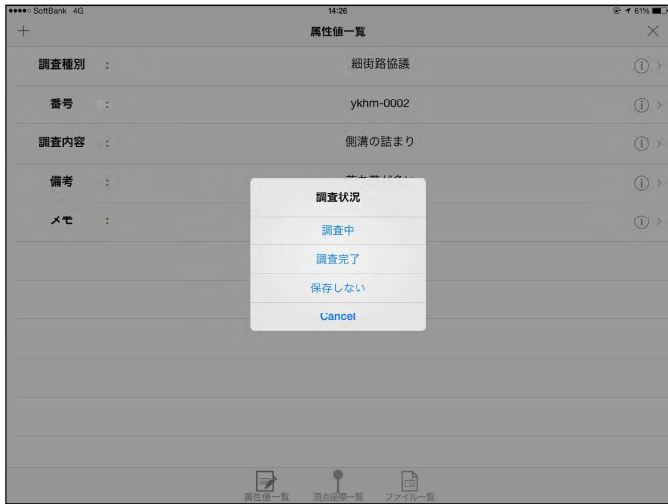 SoftBank 4G 14:26 61%
属性値一覧
調査種別 : 細街路協議
番号 : ykhm-0002
調査内容 : 側溝の詰まり
備考 :
メモ :
調査状況
調査中
調査完了
保存しない
Cancel
属性値一覧 頂点座標一覧 ファイル一覧